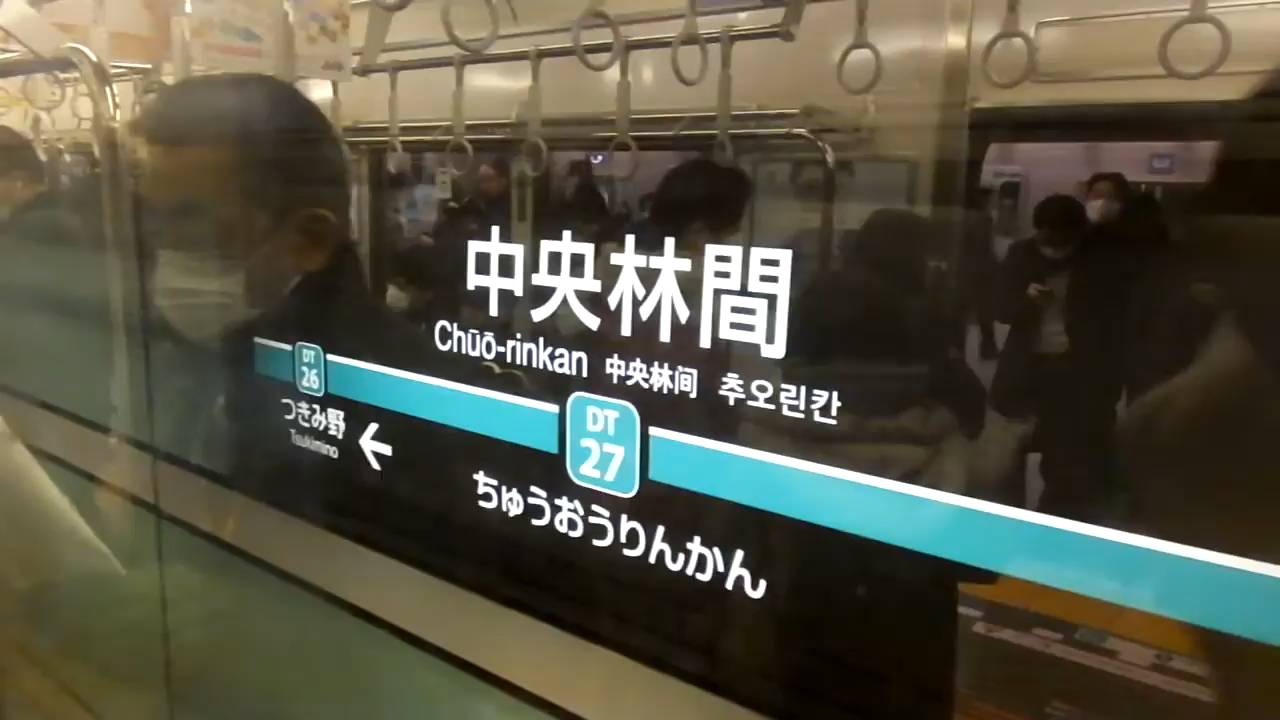 中央林間
Chūō-rinkan 中央林间 추오린칸
DT
26
DT
27
つきみ野
Tsukimino
←
ちゅうおうりんかん